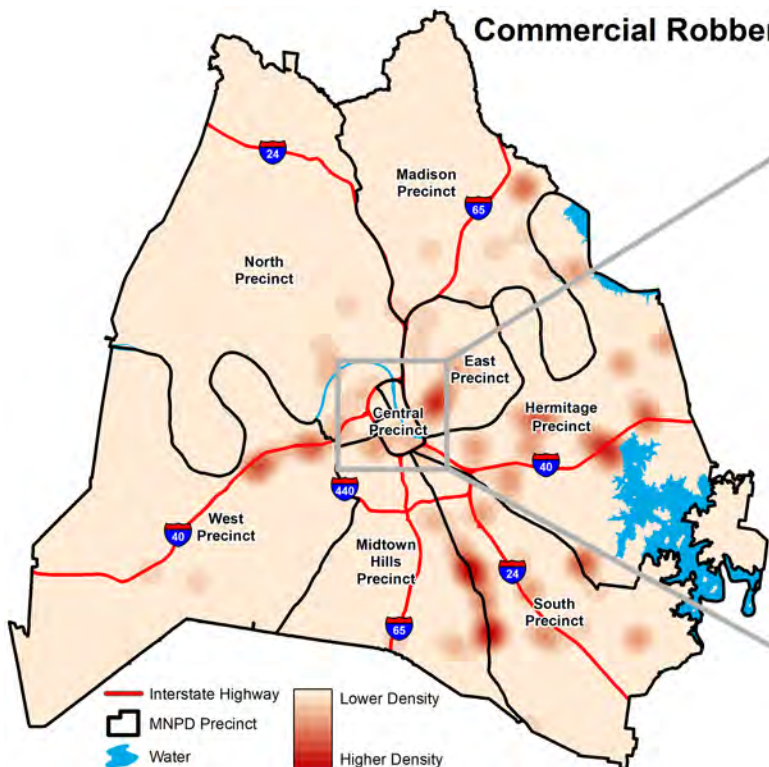 Commercial Robber
24
Madison
Precinct
65
North
Precinct
East
Precinct
Central
Precinct
Hermitage
Precinct
40
440
West
Precinct
40
Midtown
Hills
Precinct
24
South
Precinct
65
Interstate Highway
MNPD Precinct
Water
Lower Density
Higher Density